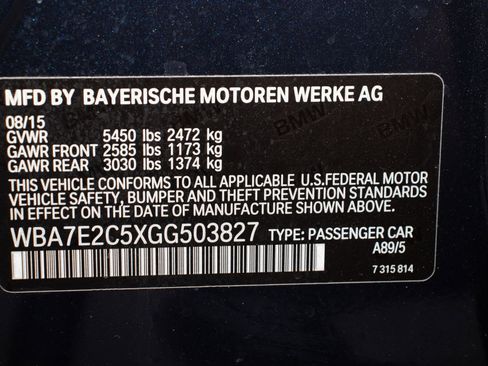 MFD BY BAYERISCHE MOTOREN WERKE AG
08/15
GVWR 5450 lbs 2472 kg
GAWR FRONT 2585 lbs 1173 kg
GAWR REAR 3030 lbs 1374 kg
THIS VEHICLE CONFORMS TO ALL APPLICABLE U.S.FEDERAL MOTOR
VEHICLE SAFETY, BUMPER AND THEFT PREVENTION STANDARDS IN
EFFECT ON THE DATE OF MANUFACTURE SHOWN ABOVE.
WBA7E2C5XGG503827 TYPE: PASSENGER CAR
A89/5
7 315 814
BMW
BMW
BMW